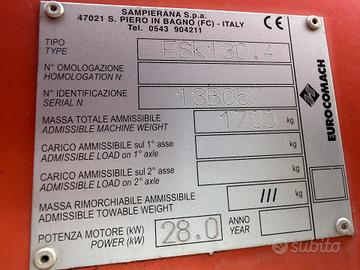 SAMPIERANA S.p.a.
47021 S. PIERO IN BAGNO (FC) - ITALY
Tel. 0543 904211
CE
TIPO
TYPE
ESK130.4
N° OMOLOGAZIONE
HOMOLOGATION N:
N° IDENTIFICAZIONE
SERIAL N.
13B067
MASSA TOTALE AMMISSIBILE
ADMISSIBLE MACHINE WEIGHT
1700 kg
CARICO AMMISSIBILE sul 1° asse
ADMISSIBLE LOAD on 1° axle
kg
CARICO AMMISSIBILE sul 2° asse
ADMISSIBLE LOAD on 2° axle
kg
MASSA RIMORCHIABILE AMMISSIBILE
ADMISSIBLE TOWABLE WEIGHT
/// kg
POTENZA MOTORE (kW)
POWER (kW)
28.0
ANNO
YEAR
EUROCOMACH
subito